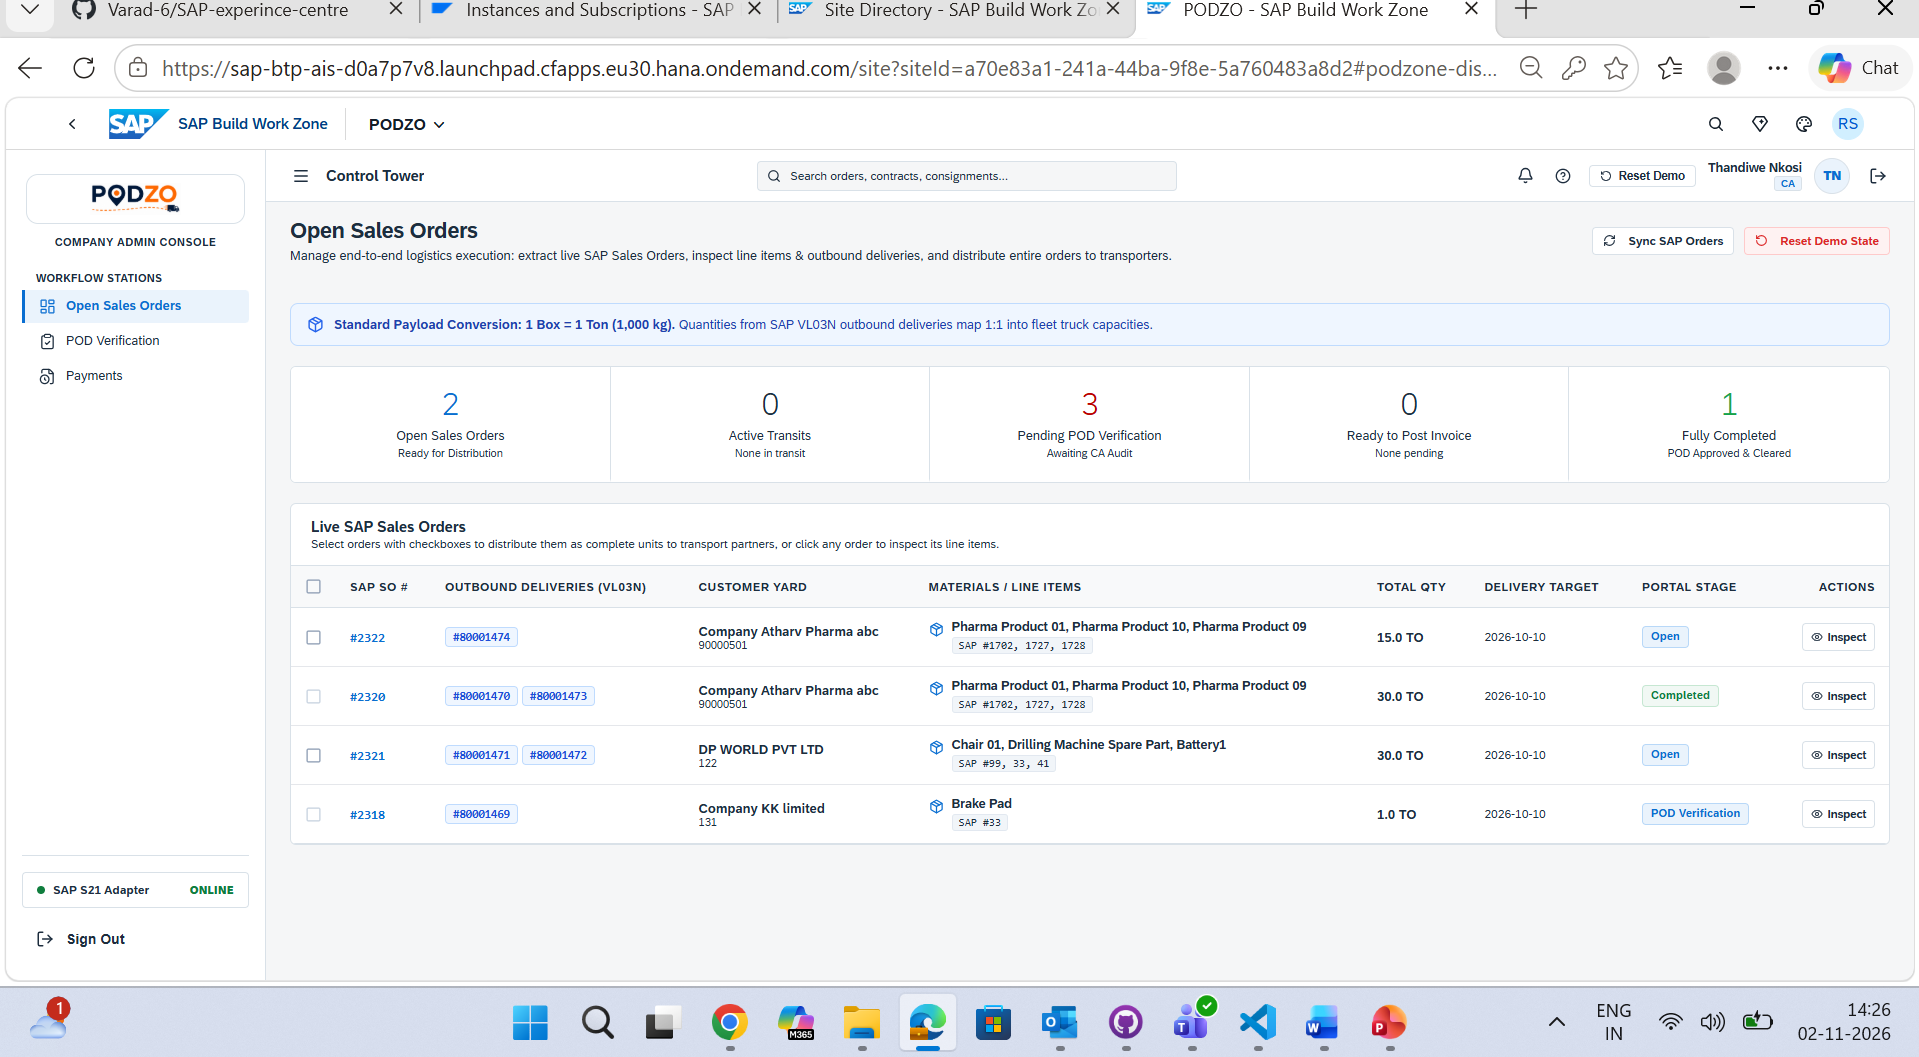 Varad-6/SAP-experince-centre
Instances and Subscriptions - SAP
Site Directory - SAP Build Work Zo
PODZO - SAP Build Work Zone
https://sap-btp-ais-d0a7p7v8.launchpad.cfapps.eu30.hana.ondemand.com/site?siteId=a70e83a1-241a-44ba-9f8e-5a760483a8d2#podzone-dis...
Chat
SAP SAP Build Work Zone PODZO
RS
PODZO
COMPANY ADMIN CONSOLE
WORKFLOW STATIONS
Open Sales Orders
POD Verification
Payments
SAP S21 Adapter ONLINE
Sign Out
Control Tower
Search orders, contracts, consignments...
Reset Demo
Thandiwe Nkosi
CA
TN
Open Sales Orders
Manage end-to-end logistics execution: extract live SAP Sales Orders, inspect line items & outbound deliveries, and distribute entire orders to transporters.
Sync SAP Orders
Reset Demo State
Standard Payload Conversion: 1 Box = 1 Ton (1,000 kg). Quantities from SAP VL03N outbound deliveries map 1:1 into fleet truck capacities.
2
Open Sales Orders
Ready for Distribution
0
Active Transits
None in transit
3
Pending POD Verification
Awaiting CA Audit
0
Ready to Post Invoice
None pending
1
Fully Completed
POD Approved & Cleared
Live SAP Sales Orders
Select orders with checkboxes to distribute them as complete units to transport partners, or click any order to inspect its line items.
SAP SO # OUTBOUND DELIVERIES (VL03N) CUSTOMER YARD MATERIALS / LINE ITEMS TOTAL QTY DELIVERY TARGET PORTAL STAGE ACTIONS
#2322 #80001474 Company Atharv Pharma abc Pharma Product 01, Pharma Product 10, Pharma Product 09 15.0 TO 2026-10-10 Open Inspect
90000501 SAP #1702, 1727, 1728
#2320 #80001470 #80001473 Company Atharv Pharma abc Pharma Product 01, Pharma Product 10, Pharma Product 09 30.0 TO 2026-10-10 Completed Inspect
90000501 SAP #1702, 1727, 1728
#2321 #80001471 #80001472 DP WORLD PVT LTD Chair 01, Drilling Machine Spare Part, Battery1 30.0 TO 2026-10-10 Open Inspect
122 SAP #99, 33, 41
#2318 #80001469 Company KK limited Brake Pad 1.0 TO 2026-10-10 POD Verification Inspect
131 SAP #33
1
M365
ENG
IN
14:26
02-11-2026